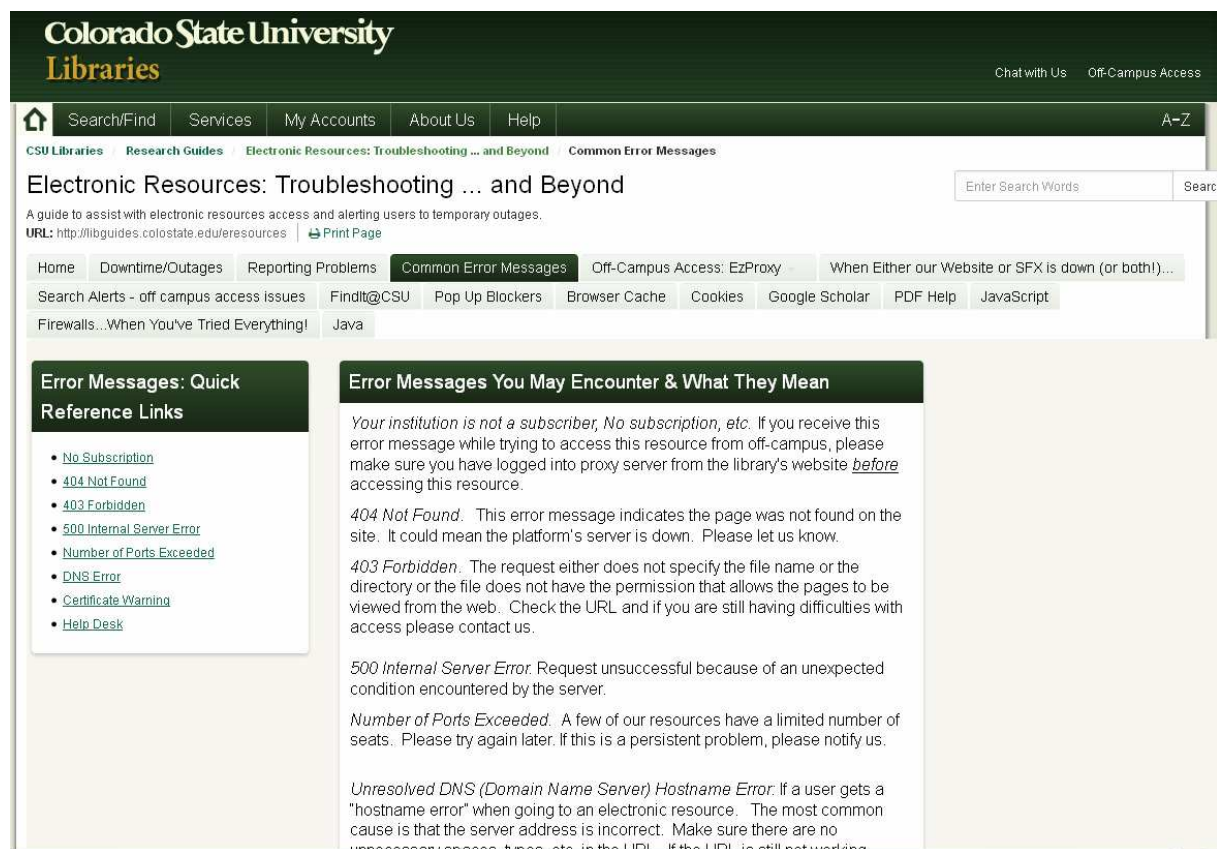 Colorado State University
Libraries
Chat with Us Off-Campus Access
Search/Find Services My Accounts About Us Help A-Z
CSU Libraries / Research Guides / Electronic Resources: Troubleshooting ... and Beyond / Common Error Messages
Electronic Resources: Troubleshooting ... and Beyond
Enter Search Words Searc
A guide to assist with electronic resources access and alerting users to temporary outages.
URL: http://libguides.colostate.edu/eresources Print Page
Home Downtime/Outages Reporting Problems Common Error Messages Off-Campus Access: EzProxy When Either our Website or SFX is down (or both!)...
Search Alerts - off campus access issues FindIt@CSU Pop Up Blockers Browser Cache Cookies Google Scholar PDF Help JavaScript
Firewalls...When You've Tried Everything! Java
Error Messages: Quick
Reference Links
• No Subscription
• 404 Not Found
• 403 Forbidden
• 500 Internal Server Error
• Number of Ports Exceeded
• DNS Error
• Certificate Warning
• Help Desk
Error Messages You May Encounter & What They Mean
Your institution is not a subscriber, No subscription, etc. If you receive this
error message while trying to access this resource from off-campus, please
make sure you have logged into proxy server from the library's website before
accessing this resource.
404 Not Found. This error message indicates the page was not found on the
site. It could mean the platform's server is down. Please let us know.
403 Forbidden. The request either does not specify the file name or the
directory or the file does not have the permission that allows the pages to be
viewed from the web. Check the URL and if you are still having difficulties with
access please contact us.
500 Internal Server Error. Request unsuccessful because of an unexpected
condition encountered by the server.
Number of Ports Exceeded. A few of our resources have a limited number of
seats. Please try again later. If this is a persistent problem, please notify us.
Unresolved DNS (Domain Name Server) Hostname Error. If a user gets a
"hostname error" when going to an electronic resource. The most common
cause is that the server address is incorrect. Make sure there are no
unnecessary spaces, typos, etc. in the URL. If the URL is still not working